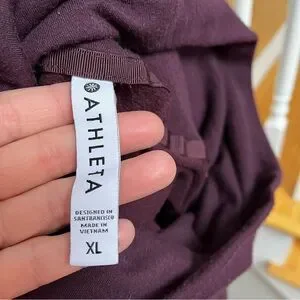 ATHLETA
DESIGNED IN
SAN FRANCISCO
MADE IN
VIETNAM
XL